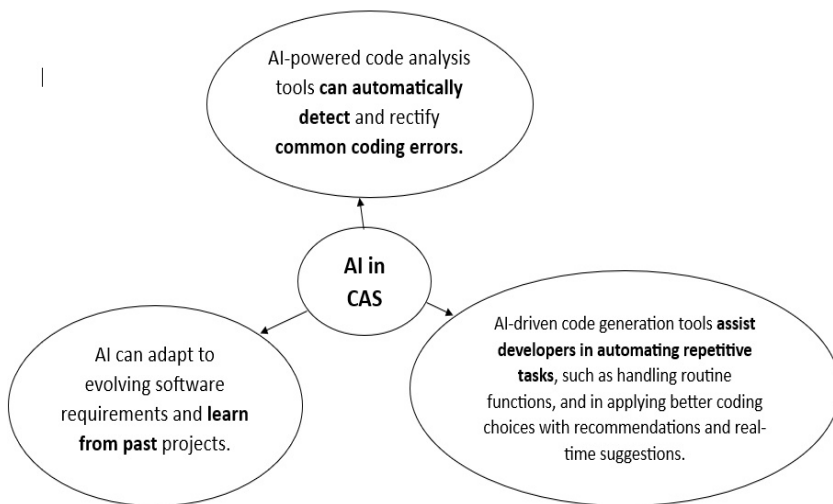 AI-powered code analysis
tools can automatically
detect and rectify
common coding errors.
AI in
CAS
AI can adapt to
evolving software
requirements and learn
from past projects.
AI-driven code generation tools assist
developers in automating repetitive
tasks, such as handling routine
functions, and in applying better coding
choices with recommendations and real-
time suggestions.